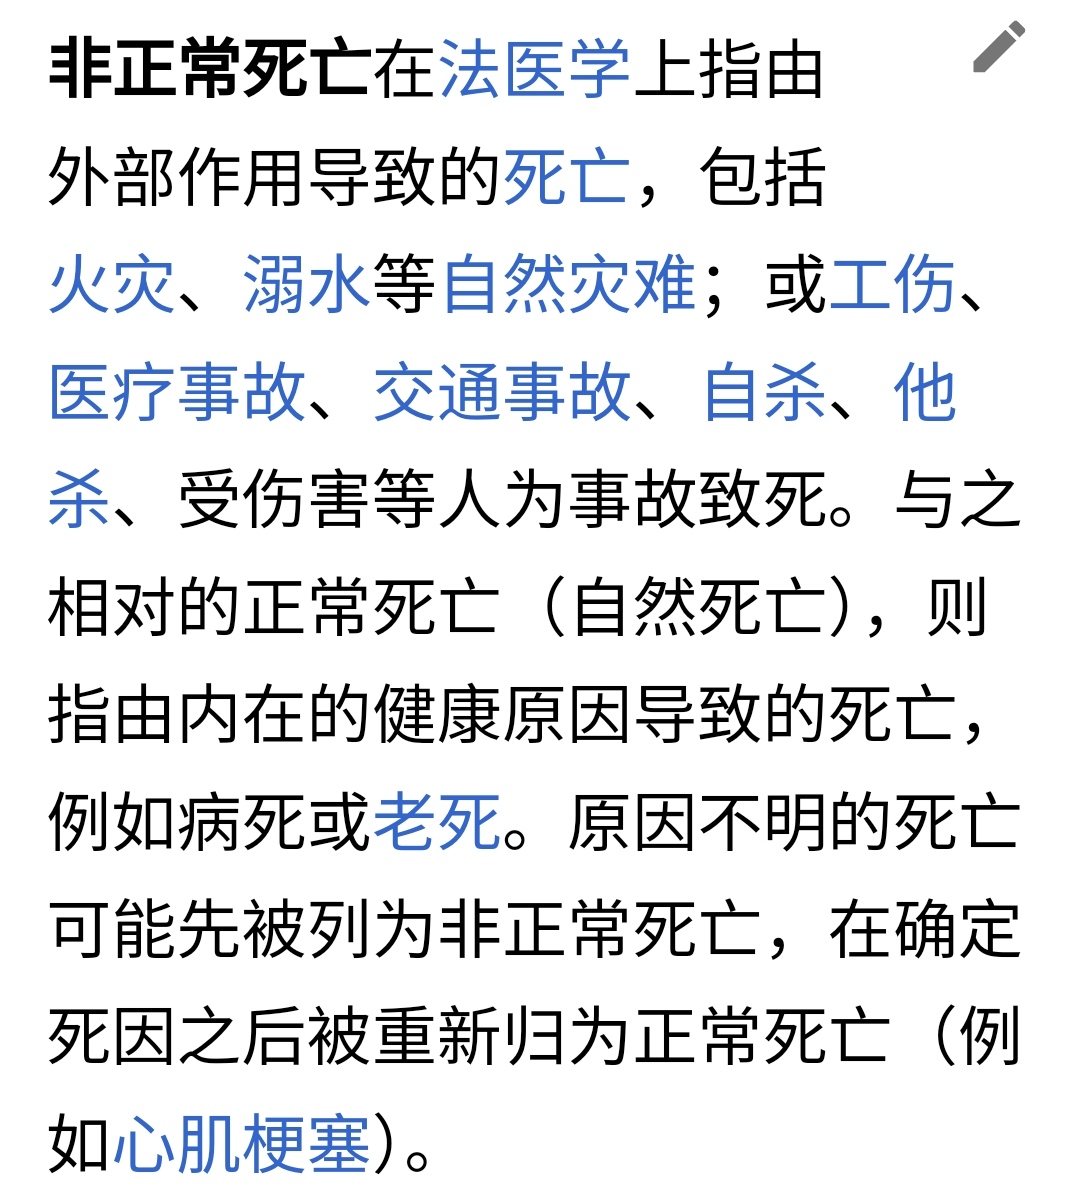 非正常死亡在法医学上指由
外部作用导致的死亡，包括
火灾、溺水等自然灾难；或工伤、
医疗事故、交通事故、自杀、他
杀、受伤害等人为事故致死。与之
相对的正常死亡（自然死亡），则
指由内在的健康原因导致的死亡，
例如病死或老死。原因不明的死亡
可能先被列为非正常死亡，在确定
死因之后被重新归为正常死亡（例
如心肌梗塞）。